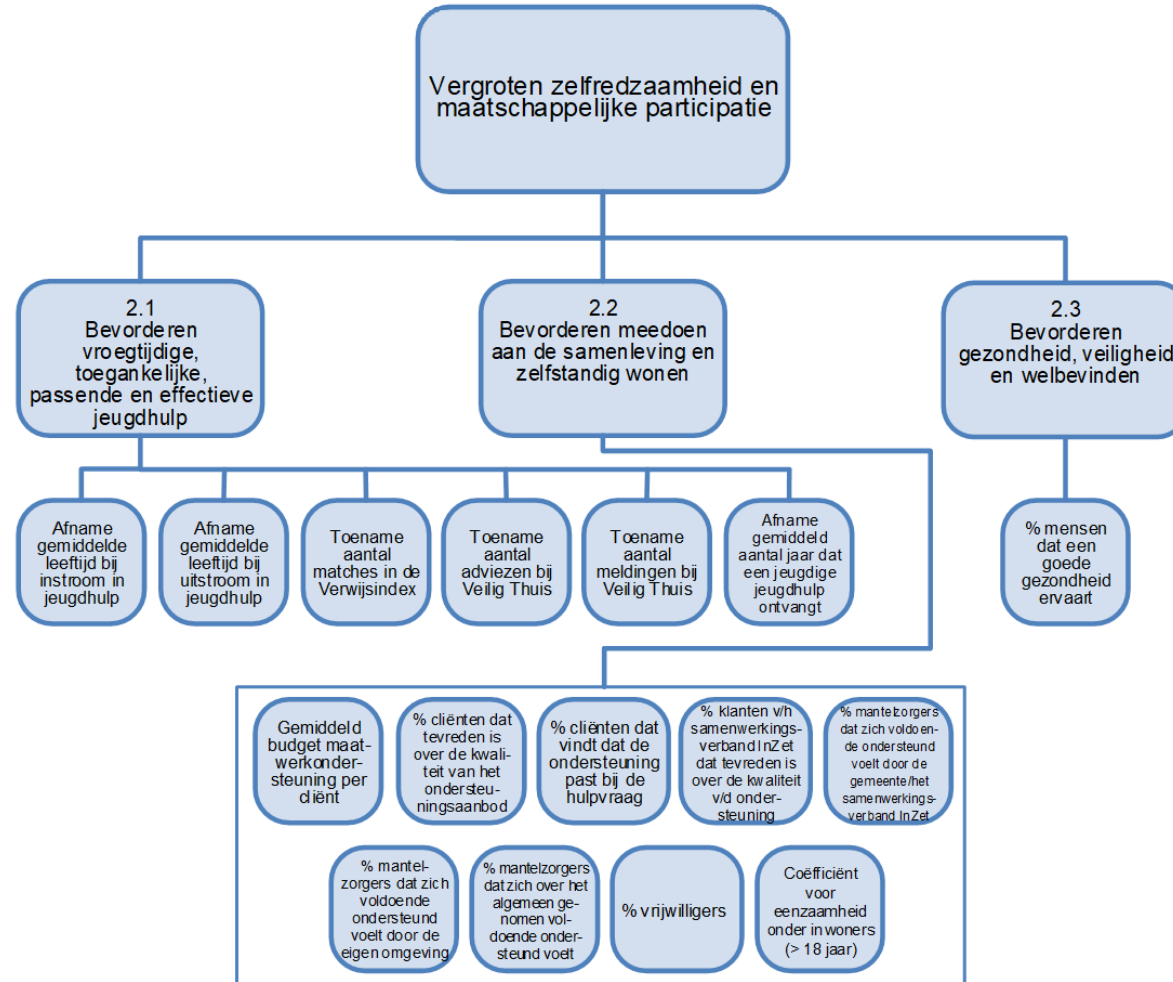 Vergroten zelfredzaamheid en
maatschappelijke participatie
2.1
Bevorderen
vroegtijdige,
toegankelijke,
passende en effectieve
jeugdhulp
2.2
Bevorderen meedoen
aan de samenleving en
zelfstandig wonen
2.3
Bevorderen
gezondheid, veiligheid
en welbevinden
Afname
gemiddelde
leeftijd bij
instroom in
jeugdhulp
Afname
gemiddelde
leeftijd bij
uitstroom in
jeugdhulp
Toename
aantal
matches in de
Verwijsindex
Toename
aantal
adviezen bij
Veilig Thuis
Toename
aantal
meldingen bij
Veilig Thuis
Afname
gemiddeld
aantal jaar dat
een jeugdige
jeugdhulp
ontvangt
% mensen
dat een
goede
gezondheid
ervaart
Gemiddeld
budget maat-
werkonder-
steuning per
cliënt
% cliënten dat
tevreden is
over de kwali-
teit van het
ondersteu-
ningsaanbod
% cliënten dat
vindt dat de
ondersteuning
past bij de
hulpvraag
% klanten v/h
samenwerkings-
verband InZet
dat tevreden is
over de kwaliteit
v/d onder-
steuning
% mantelzorgers
dat zich voldoen-
de ondersteund
voelt door de
gemeente/het
samenwerkings-
verband InZet
% mantel-
zorgers dat zich
voldoende
ondersteund
voelt door de
eigen omgeving
% mantelzorgers
dat zich over het
algemeen ge-
nomen vol-
doende onder-
steund voelt
% vrijwilligers
Coëfficiënt
voor
eenzaamheid
onder inwoners
(> 18 jaar)